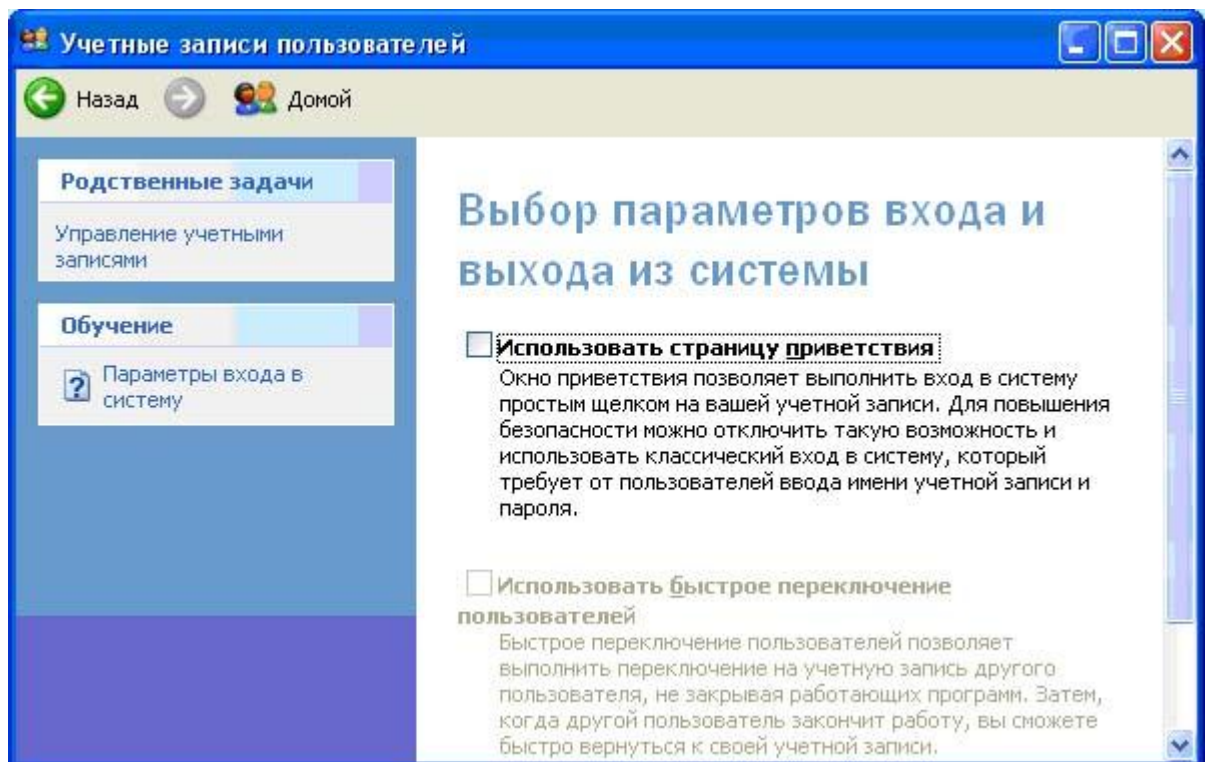 Учетные записи пользователей
Назад
Домой
Родственные задачи
Управление учетными
записями
Обучение
Параметры входа в
систему
Выбор параметров входа и
выхода из системы
Использовать страницу приветствия
Окно приветствия позволяет выполнить вход в систему
простым щелком на вашей учетной записи. Для повышения
безопасности можно отключить такую возможность и
использовать классический вход в систему, который
требует от пользователей ввода имени учетной записи и
пароля.
Использовать быстрое переключение
пользователей
Быстрое переключение пользователей позволяет
выполнить переключение на учетную запись другого
пользователя, не закрывая работающих программ. Затем,
когда другой пользователь закончит работу, вы сможете
быстро вернуться к своей учетной записи.